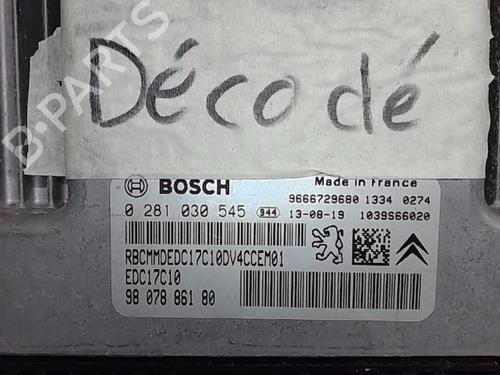 Décodé
B-PARTS
BOSCH
Made in France
9666729680 1334 0274
0 281 030 545 944 13-08-19 1039S66020
RBCMMDEDC17C10DV4CCEM01
EDC17C10
98 078 861 80